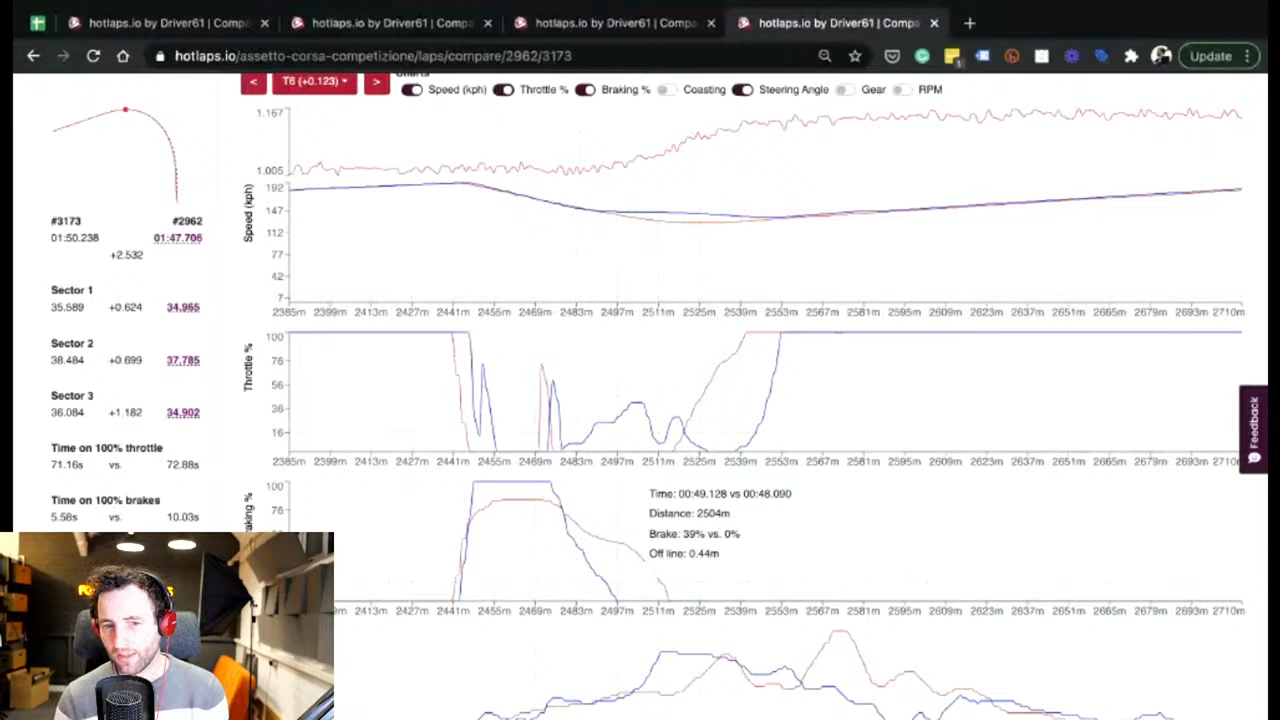 hotlaps.io by Driver61 | Compa
hotlaps.io by Driver61 | Compa
hotlaps.io by Driver61 | Compa
hotlaps.io by Driver61 | Compa
hotlaps.io/assetto-corsa-competizione/laps/compare/2962/3173
Update
<
T6 (+0.123)
>
Charts
Speed (kph)
Throttle %
Braking %
Coasting
Steering Angle
Gear
RPM
1.167
1.005
#3173 #2962
01:50.238 01:47.706
+2.532
Sector 1
35.589 +0.624 34.965
Sector 2
38.484 +0.699 37.785
Sector 3
36.084 +1.182 34.902
Time on 100% throttle
71.16s vs. 72.88s
Time on 100% brakes
5.58s vs. 10.03s
Speed (kph)
192
147
112
77
42
7
2385m 2399m 2413m 2427m 2441m 2455m 2469m 2483m 2497m 2511m 2525m 2539m 2553m 2567m 2581m 2595m 2609m 2623m 2637m 2651m 2665m 2679m 2693m 2710m
Throttle %
100
76
56
36
16
2385m 2399m 2413m 2427m 2441m 2455m 2469m 2483m 2497m 2511m 2525m 2539m 2553m 2567m 2581m 2595m 2609m 2623m 2637m 2651m 2665m 2679m 2693m 2710m
Feedback
100
76
Time: 00:49.128 vs 00:48.090
Distance: 2504m
Brake: 39% vs. 0%
Off line: 0.44m
2413m 2427m 2441m 2455m 2469m 2483m 2497m 2511m 2525m 2539m 2553m 2567m 2581m 2595m 2609m 2623m 2637m 2651m 2665m 2679m 2693m 2710m